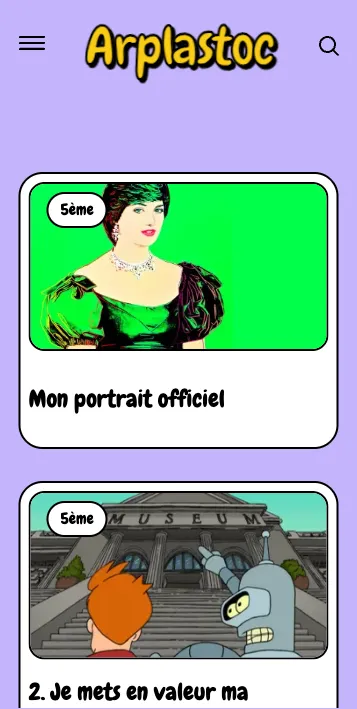 Arplastoc
5ème
Mon portrait officiel
5ème
MUSEUM
2. Je mets en valeur ma